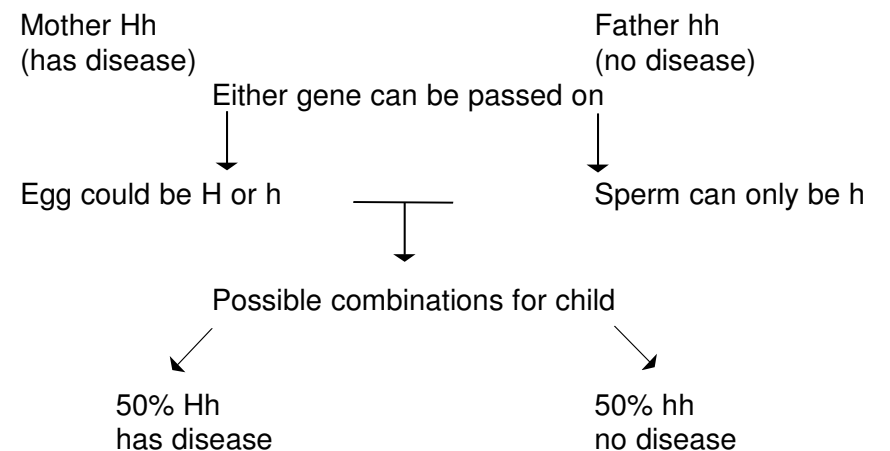 Mother Hh
(has disease)
Father hh
(no disease)
Either gene can be passed on
Egg could be H or h
Sperm can only be h
Possible combinations for child
50% Hh
has disease
50% hh
no disease